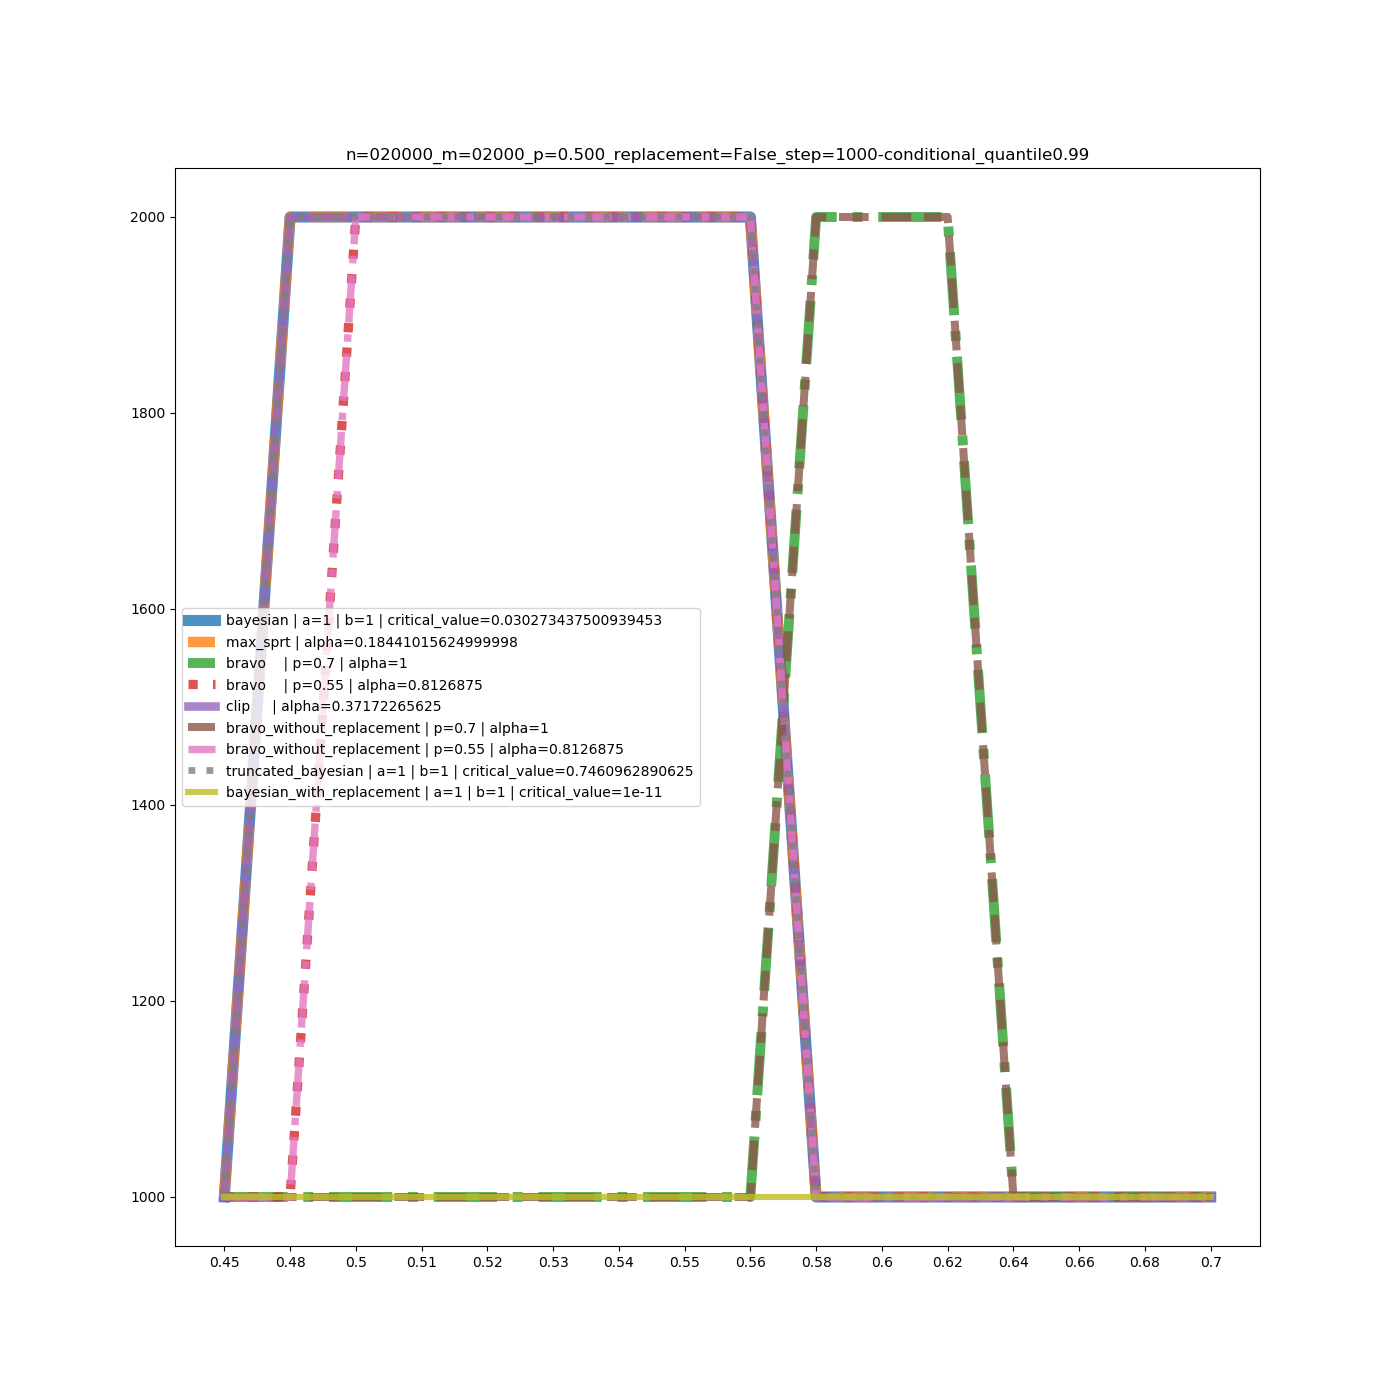 n=020000_m=02000_p=0.500_replacement=False_step=1000-conditional_quantile0.99
2000
1800
1600
1400
1200
1000
bayesian | a=1 | b=1 | critical_value=0.030273437500939453
max_sprt | alpha=0.18441015624999998
bravo    | p=0.7 | alpha=1
bravo    | p=0.55 | alpha=0.8126875
clip     | alpha=0.37172265625
bravo_without_replacement | p=0.7 | alpha=1
bravo_without_replacement | p=0.55 | alpha=0.8126875
truncated_bayesian | a=1 | b=1 | critical_value=0.7460962890625
bayesian_with_replacement | a=1 | b=1 | critical_value=1e-11
0.45 0.48 0.5 0.51 0.52 0.53 0.54 0.55 0.56 0.58 0.6 0.62 0.64 0.66 0.68 0.7